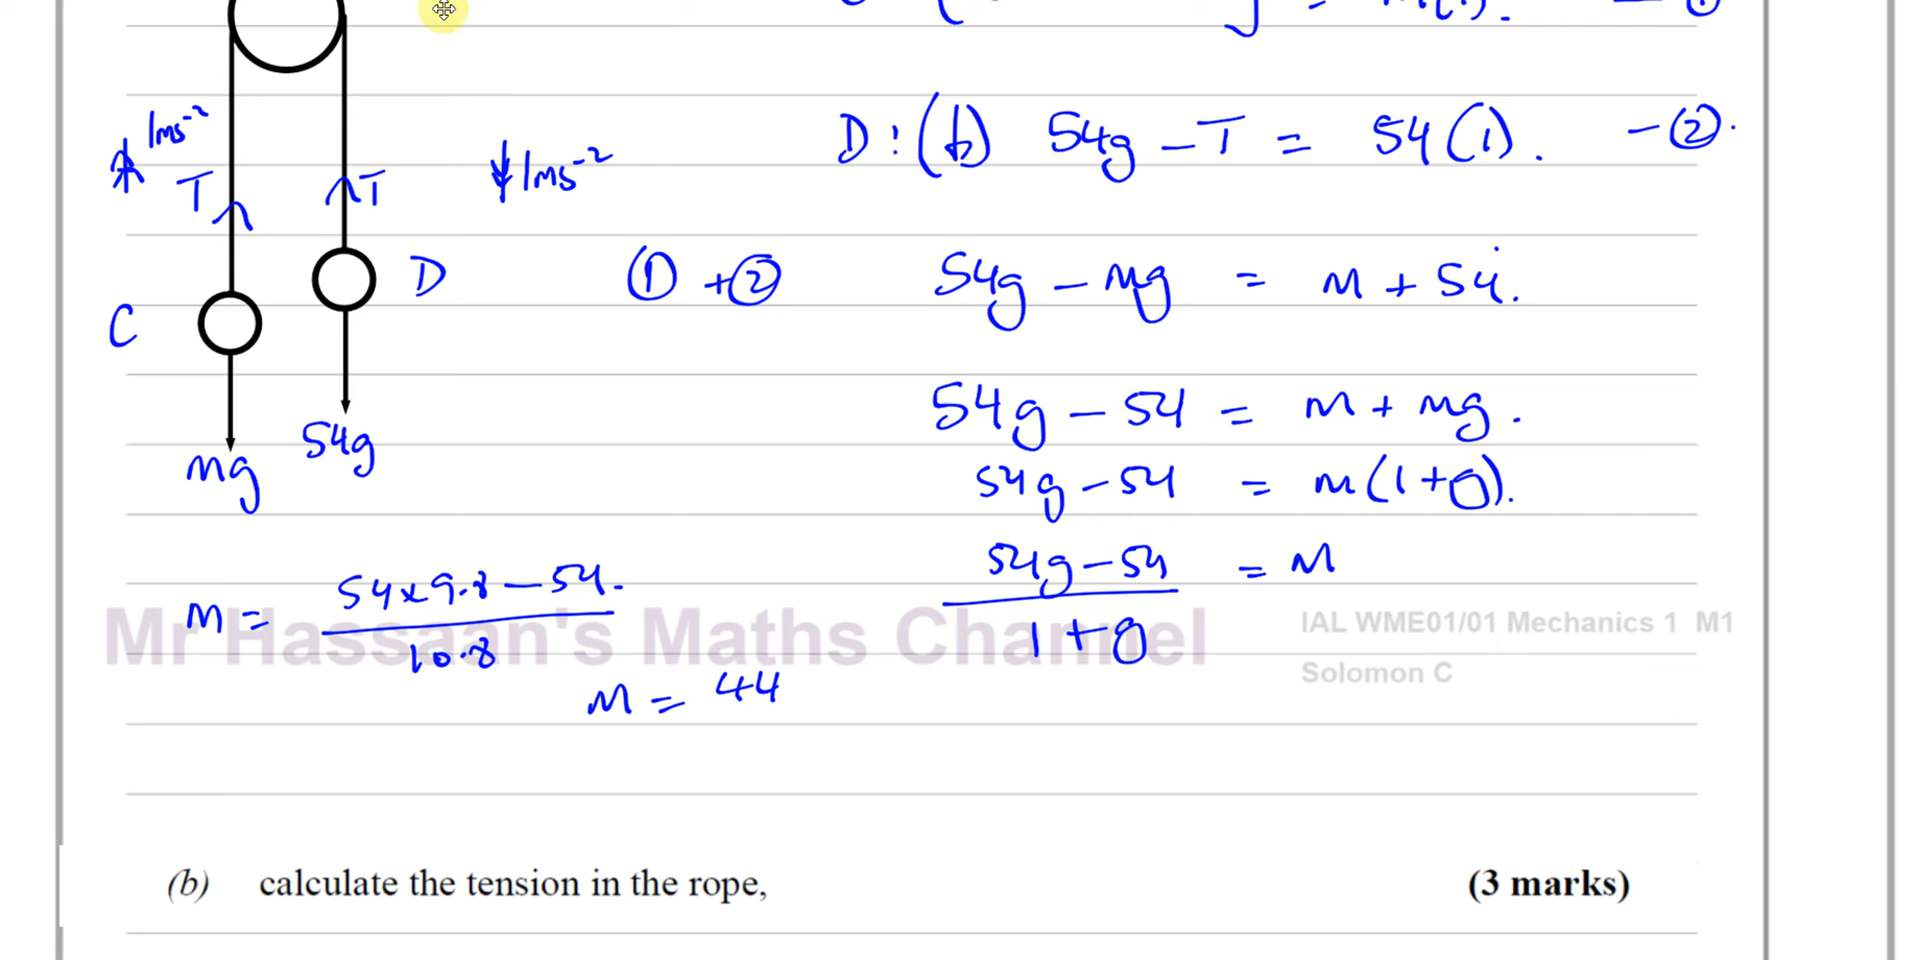 1ms⁻²
T
T
↓ 1ms⁻²
C
D
mg
54g
D : (↓) 54g – T = 54(1). – ②.
① + ② 54g – mg = m + 54.
54g – 54 = m + mg.
54g – 54 = m(1+g).
54g – 54 / 1+g = m
m = 54×9.8 – 54. / 10.8
m = 44
Mr Hassaan's Maths Channel
IAL WME01/01 Mechanics 1 M1
Solomon C
(b) calculate the tension in the rope, (3 marks)